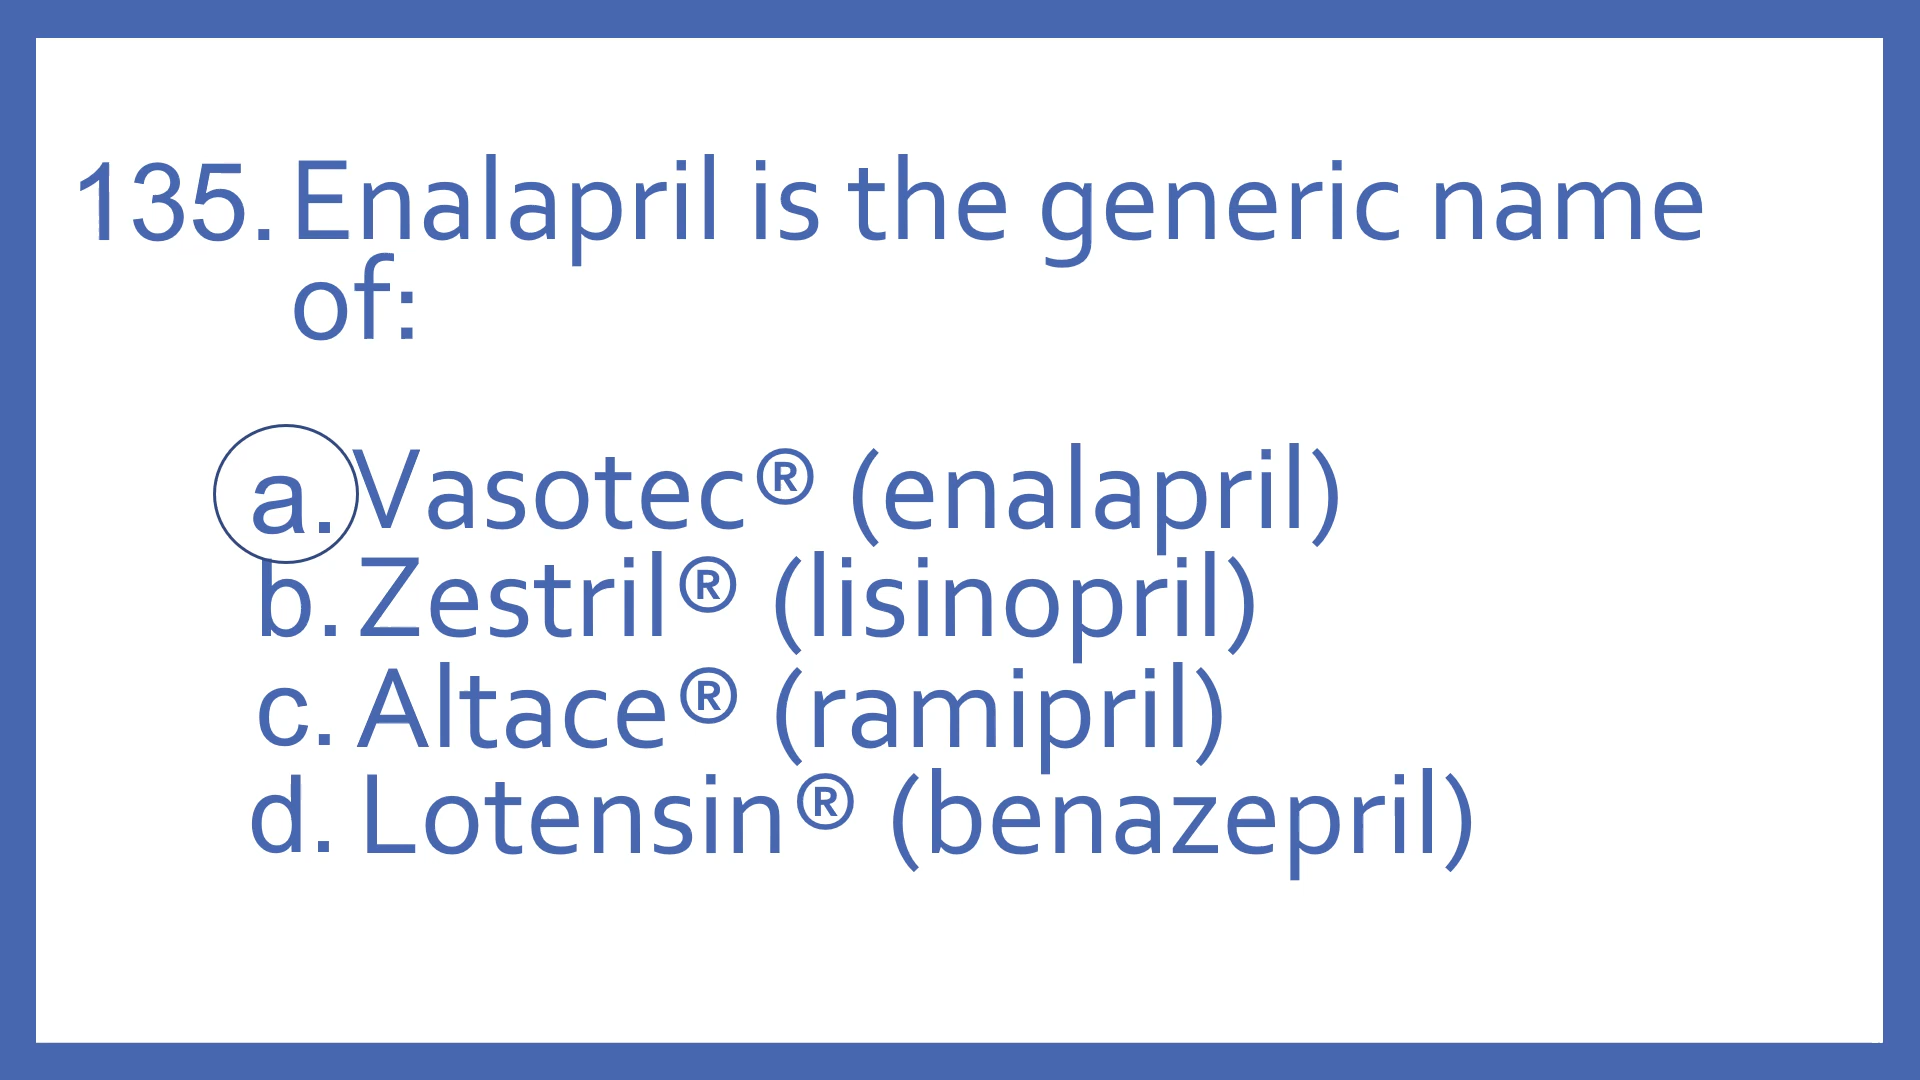 135. Enalapril is the generic name
of:
a. Vasotec® (enalapril)
b. Zestril® (lisinopril)
c. Altace® (ramipril)
d. Lotensin® (benazepril)